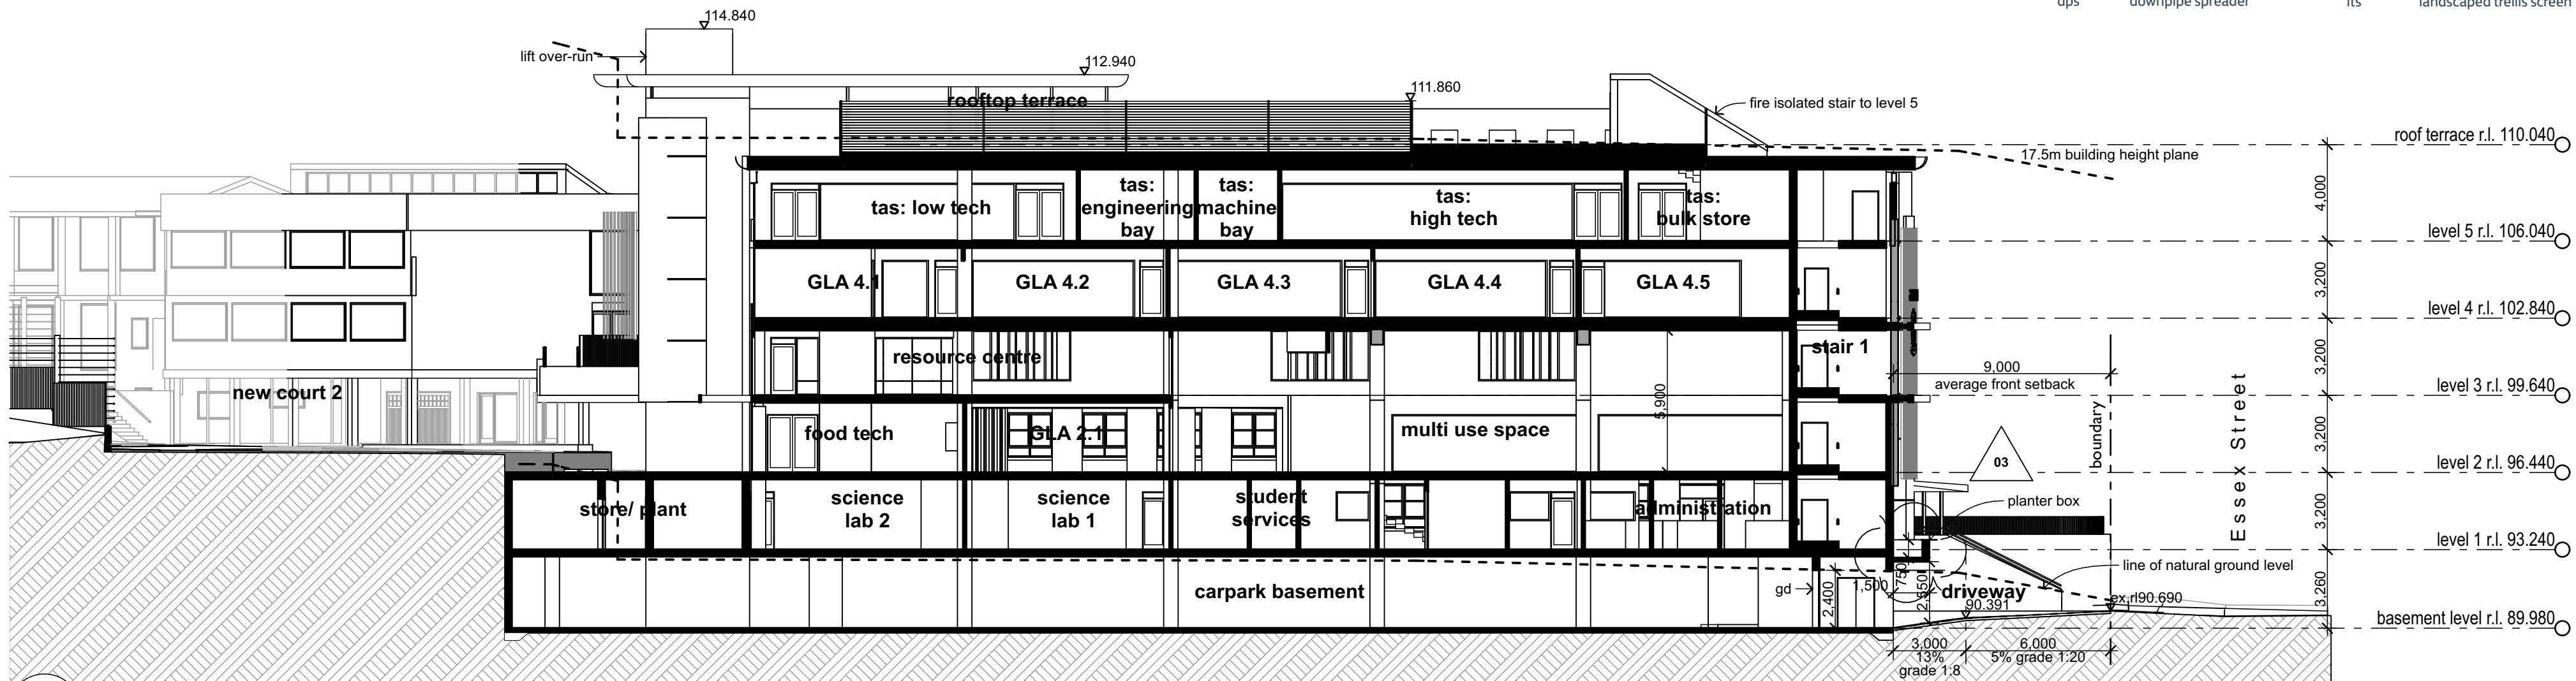 dps downpipe spreader lts landscaped trellis screen
114.840
lift over-run
112.940
rooftop terrace
111.860
fire isolated stair to level 5
roof terrace r.l. 110.040
17.5m building height plane
4,000
tas: low tech
tas:
engineering
bay
tas:
machine
bay
tas:
high tech
tas:
bulk store
level 5 r.l. 106.040
3,200
GLA 4.1
GLA 4.2
GLA 4.3
GLA 4.4
GLA 4.5
level 4 r.l. 102.840
3,200
resource centre
stair 1
9,000
average front setback
level 3 r.l. 99.640
new court 2
5,900
boundary
Essex Street
3,200
food tech
GLA 2.1
multi use space
03
level 2 r.l. 96.440
3,200
store/ plant
science
lab 2
science
lab 1
student
services
administration
planter box
level 1 r.l. 93.240
line of natural ground level
3,260
carpark basement
gd
2,400
1,500
750
2,550
driveway
90.391
ex.rl90.690
basement level r.l. 89.980
3,000
13%
grade 1:8
6,000
5% grade 1:20